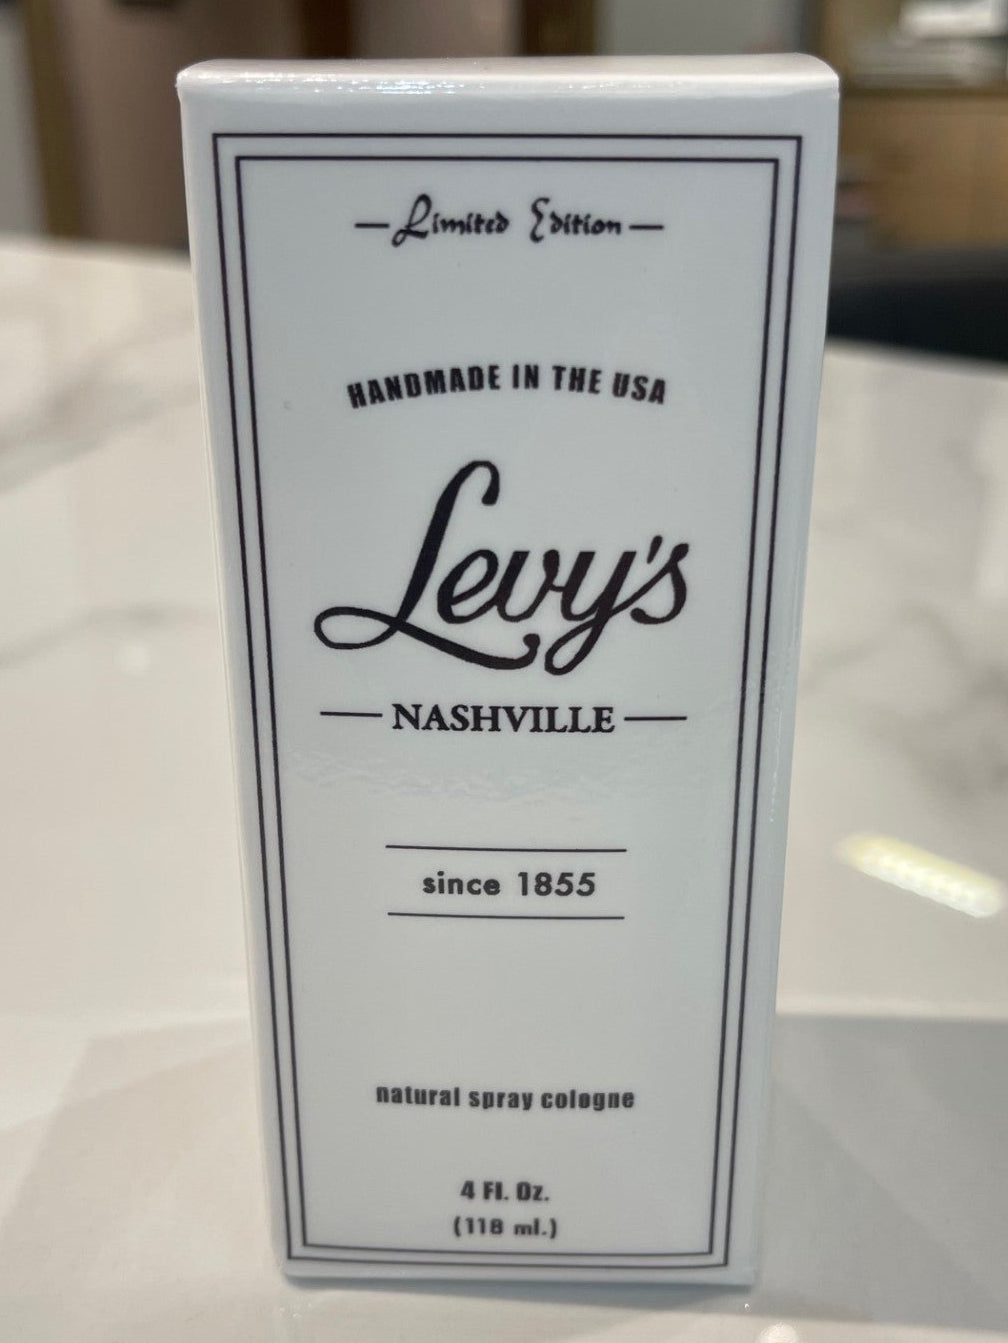 —Limited Edition—
HANDMADE IN THE USA
Levy's
— NASHVILLE —
since 1855
natural spray cologne
4 Fl. Oz.
(118 ml.)